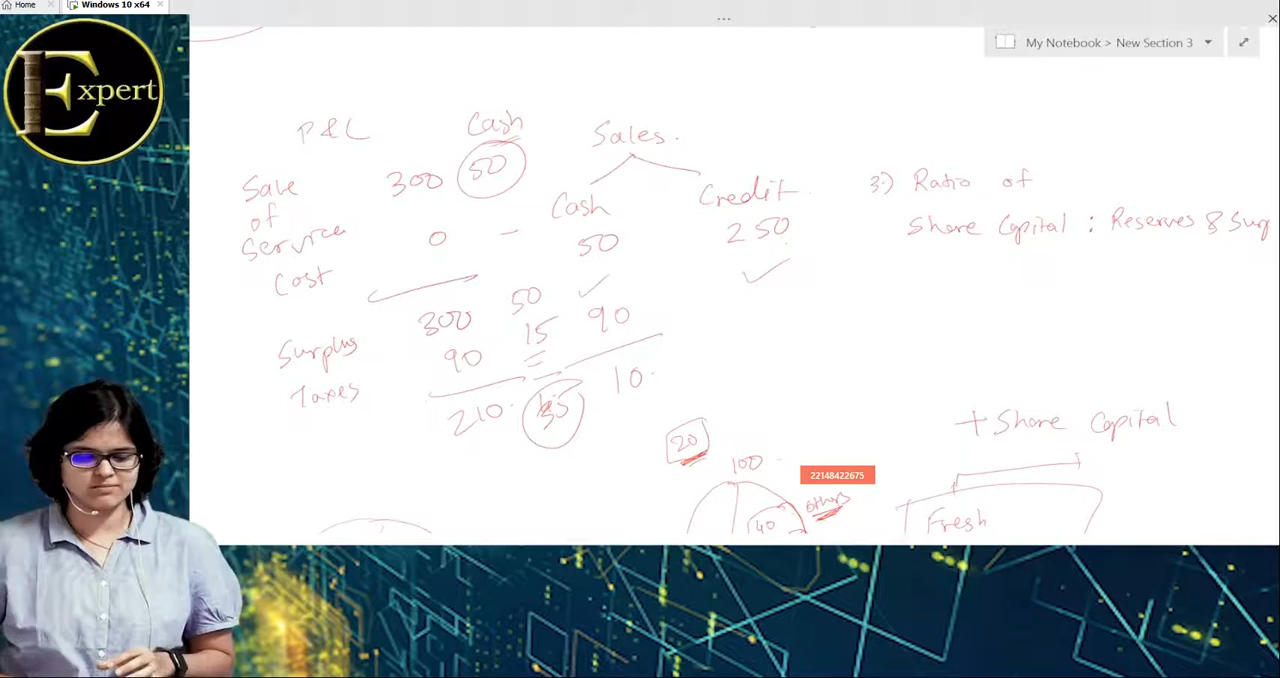 Home
Windows 10 x64
Expert
My Notebook > New Section 3
P & L
Cash
Sales.
Sale of Service
300
50
Cash
Credit
50
250
Cost
0
-
300
50
Surplus
Taxes
90
15
90
210.
10.
3.) Ratio of
Share Capital : Reserves & Surp
+ Share Capital
20
100
22148422675
others
40
Fresh